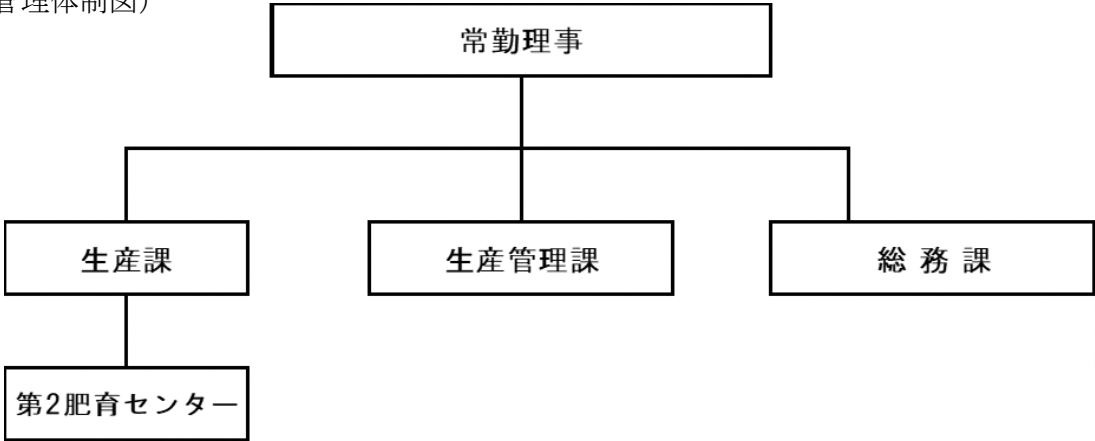 管理体制図)
常勤理事
生産課
生産管理課
総務課
第2肥育センター